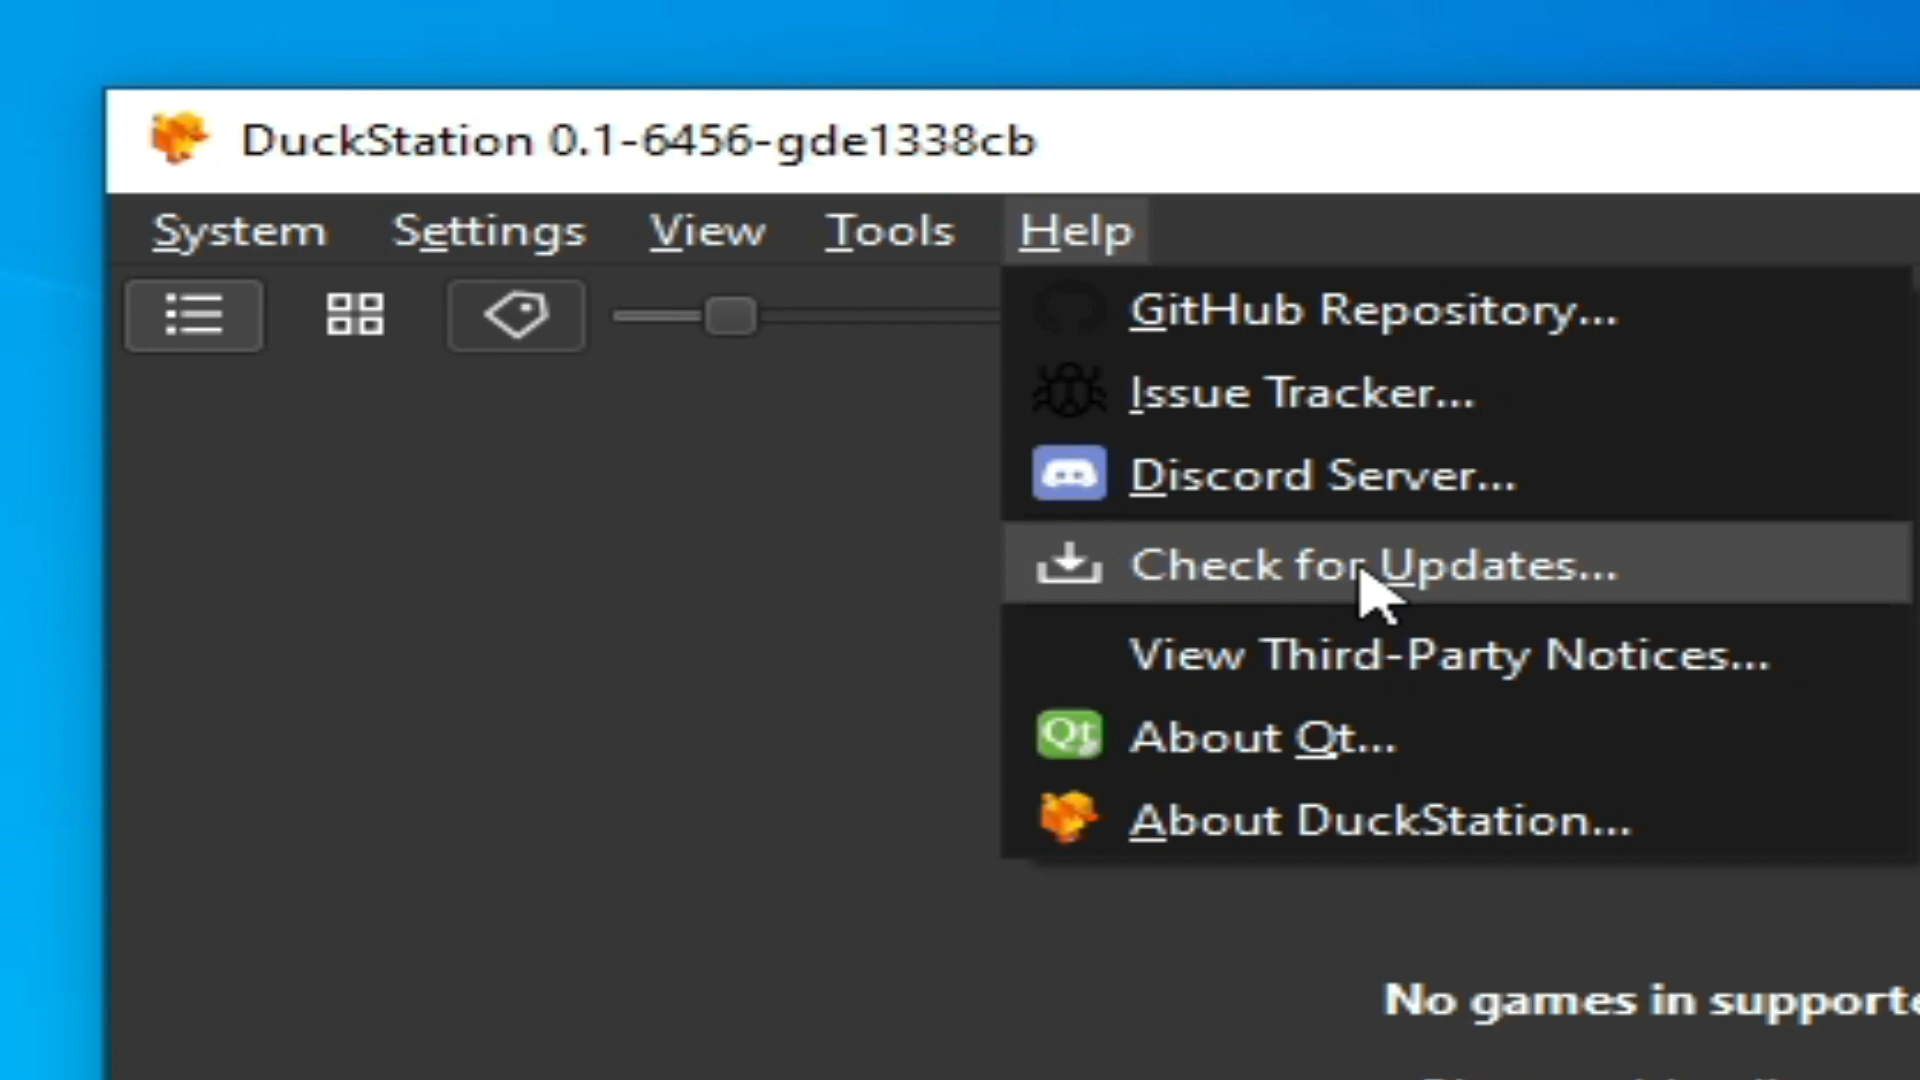 DuckStation 0.1-6456-gde1338cb
System Settings View Tools Help
GitHub Repository...
Issue Tracker...
Discord Server...
Check for Updates...
View Third-Party Notices...
Qt About Qt...
About DuckStation...
No games in